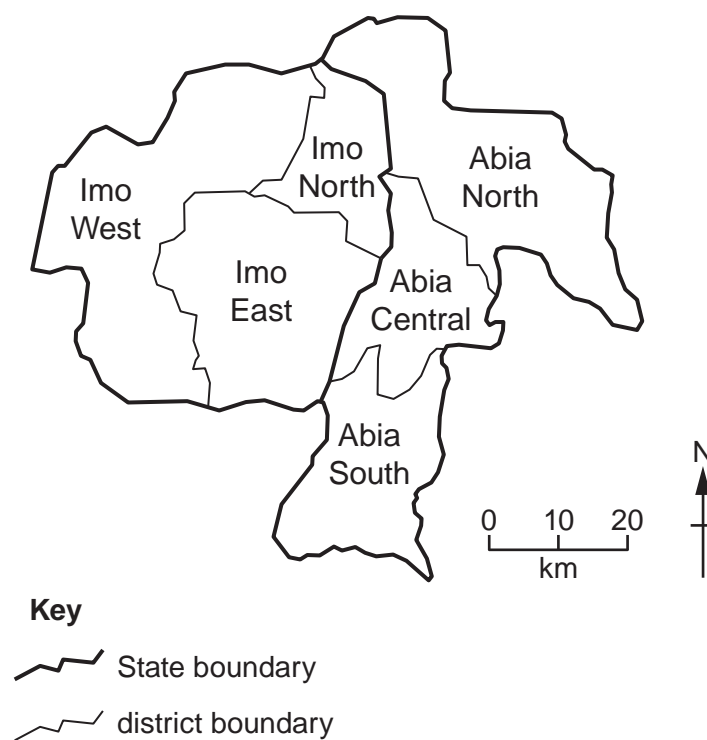 Imo
North
Abia
North
Imo
West
Imo
East
Abia
Central
Abia
South
N
0 10 20
km
Key
State boundary
district boundary